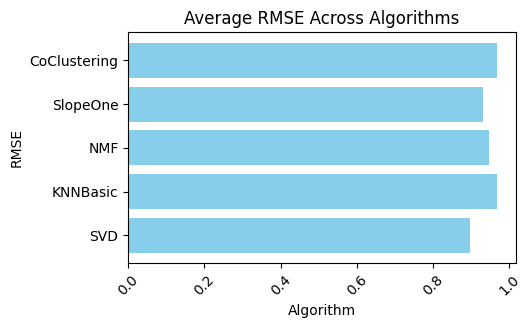 Average RMSE Across Algorithms
CoClustering
SlopeOne
NMF
KNNBasic
SVD
RMSE
0.0 0.2 0.4 0.6 0.8 1.0
Algorithm